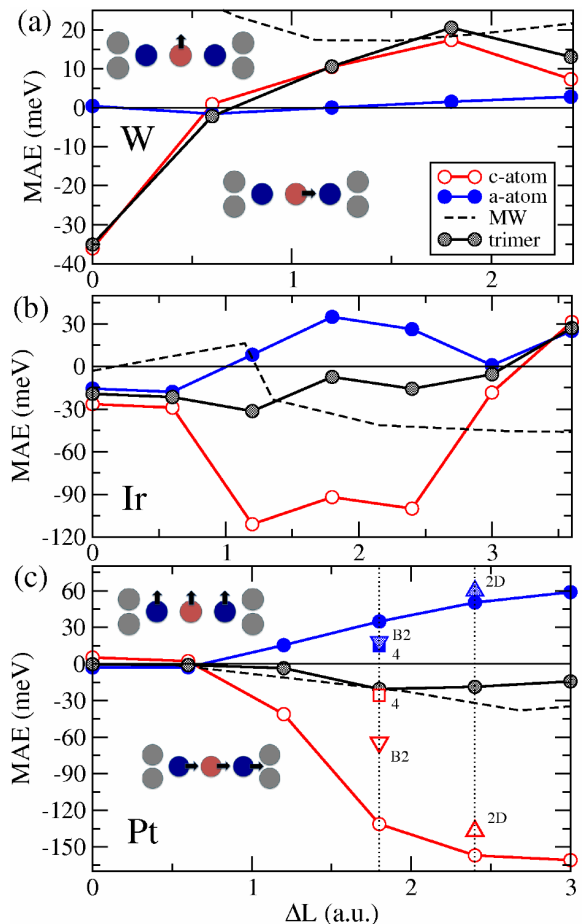 (a)
20
10
0
-10
-20
-30
-40
MAE (meV)
W
c-atom
a-atom
MW
trimer
0
1
2
(b)
30
0
-30
-60
-90
-120
MAE (meV)
Ir
0
1
2
3
(c)
60
30
0
-30
-60
-90
-120
-150
MAE (meV)
2D
B2
4
4
B2
2D
Pt
0
1
2
3
ΔL (a.u.)